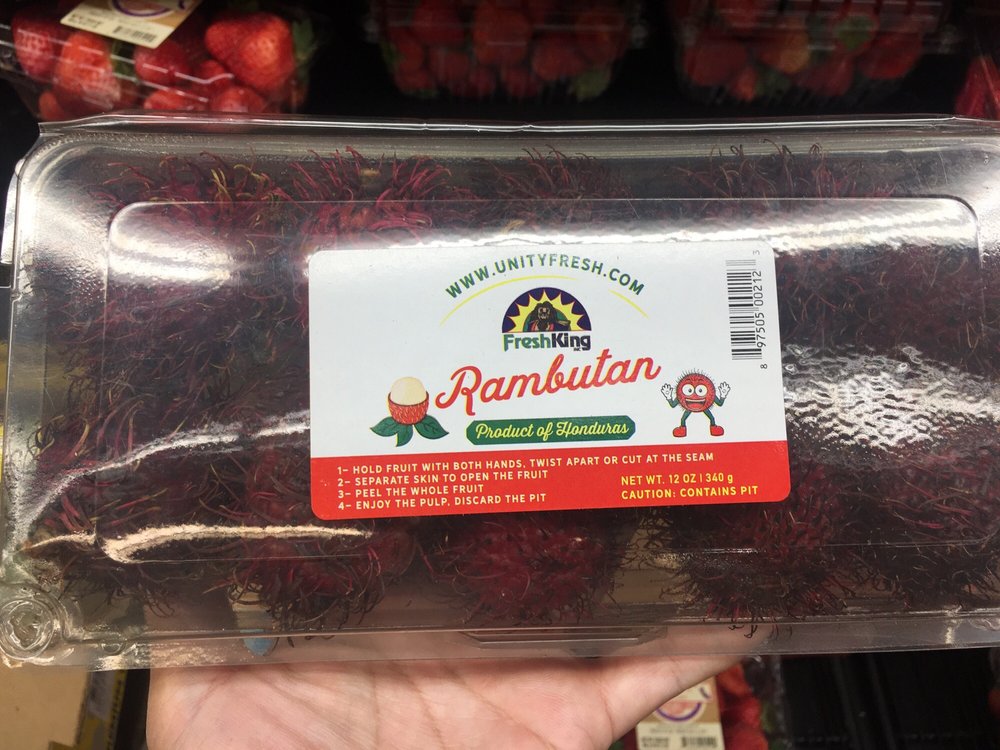 WWW.UNITYFRESH.COM
FreshKing
Rambutan
Product of Honduras
1- HOLD FRUIT WITH BOTH HANDS, TWIST APART OR CUT AT THE SEAM
2- SEPARATE SKIN TO OPEN THE FRUIT
3- PEEL THE WHOLE FRUIT
4- ENJOY THE PULP, DISCARD THE PIT
NET WT. 12 OZ | 340 g
CAUTION: CONTAINS PIT
8 97505 00212 3